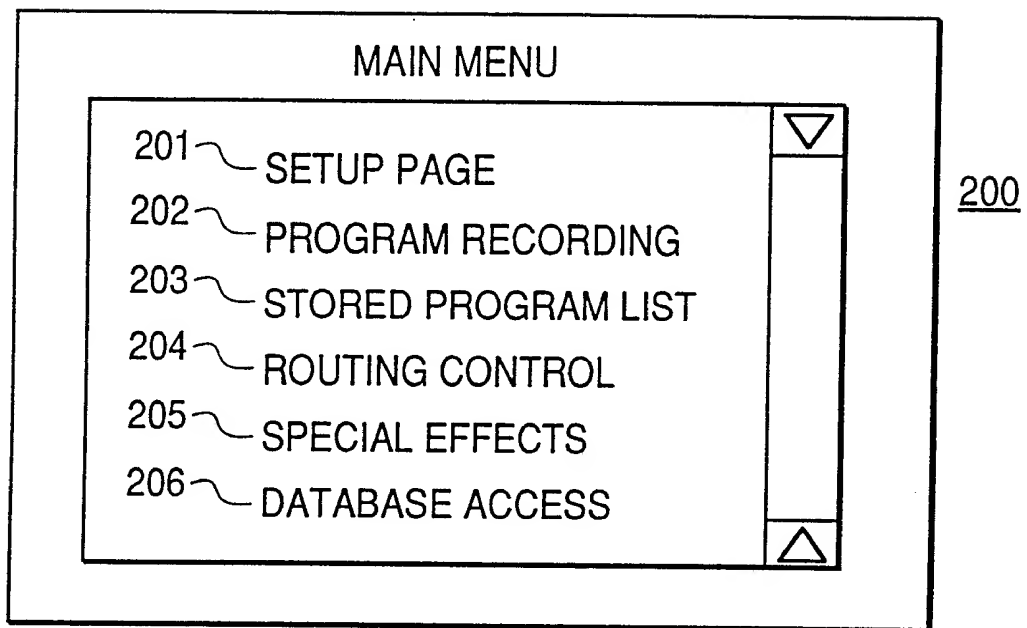 MAIN MENU
201 SETUP PAGE
200
202 PROGRAM RECORDING
203 STORED PROGRAM LIST
204 ROUTING CONTROL
205 SPECIAL EFFECTS
206 DATABASE ACCESS